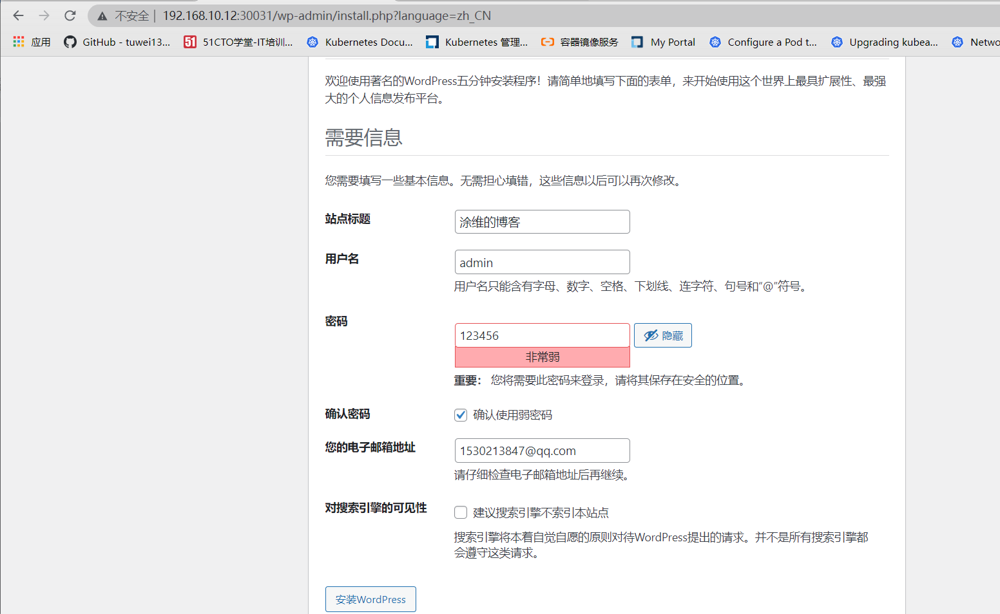 不安全 | 192.168.10.12:30031/wp-admin/install.php?language=zh_CN
应用 GitHub - tuwei13... 51 51CTO学堂-IT培训... Kubernetes Docu... Kubernetes 管理... 容器镜像服务 My Portal Configure a Pod t... Upgrading kubea... Netwo
欢迎使用著名的WordPress五分钟安装程序！请简单地填写下面的表单，来开始使用这个世界上最具扩展性、最强
大的个人信息发布平台。
需要信息
您需要填写一些基本信息。无需担心填错，这些信息以后可以再次修改。
站点标题 涂维的博客
用户名 admin
用户名只能含有字母、数字、空格、下划线、连字符、句号和“@”符号。
密码
123456 隐藏
非常弱
重要： 您将需要此密码来登录，请将其保存在安全的位置。
确认密码 确认使用弱密码
您的电子邮箱地址 1530213847@qq.com
请仔细检查电子邮箱地址后再继续。
对搜索引擎的可见性 建议搜索引擎不索引本站点
搜索引擎将本着自觉自愿的原则对待WordPress提出的请求。并不是所有搜索引擎都
会遵守这类请求。
安装WordPress